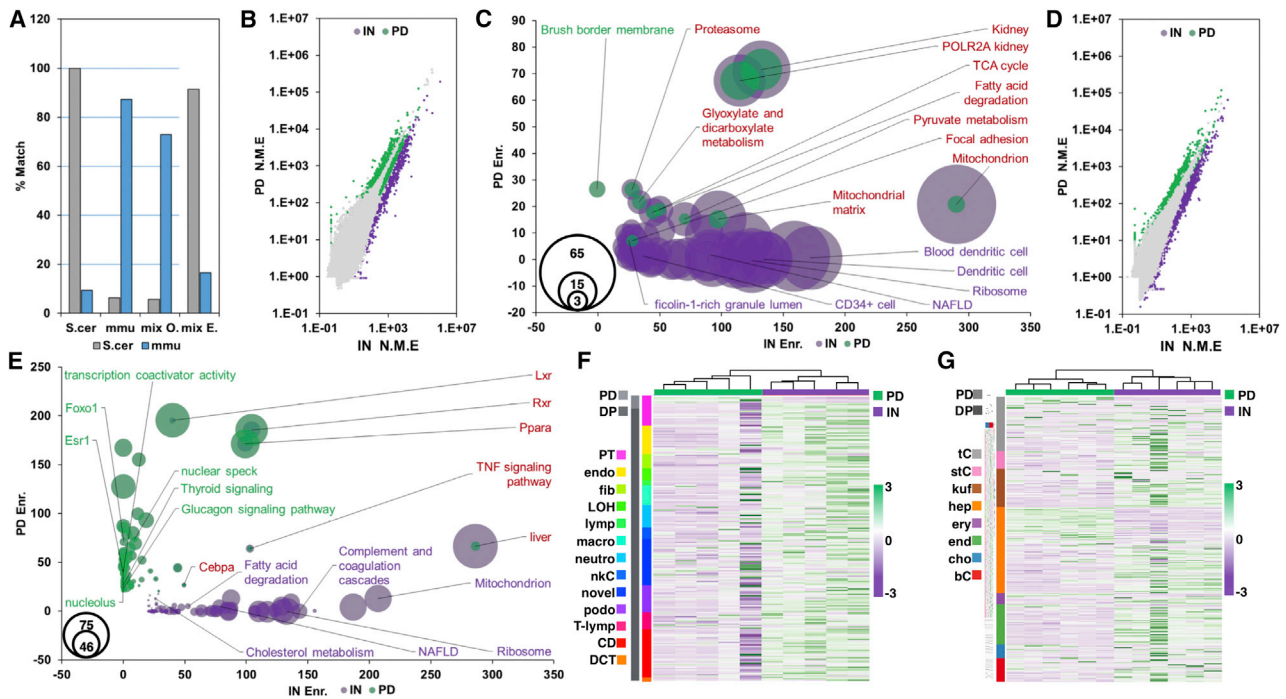 A
% Match
120
100
80
60
40
20
0
S.cer mmu mix O. mix E.
S.cer mmu
B
IN PD
PD N.M.E
1.E+07
1.E+06
1.E+05
1.E+04
1.E+03
1.E+02
1.E+01
1.E+00
1.E-01
1.E-01 1.E+03 1.E+07
IN N.M.E
C
PD Enr.
90
80
70
60
50
40
30
20
10
0
-10
-20
-50 0 50 100 150 200 250 300 350
IN Enr.
IN PD
Brush border membrane
Proteasome
Kidney
POLR2A kidney
TCA cycle
Fatty acid
degradation
Glyoxylate and
dicarboxylate
metabolism
Pyruvate metabolism
Focal adhesion
Mitochondrion
Mitochondrial
matrix
Blood dendritic cell
Dendritic cell
Ribosome
ficolin-1-rich granule lumen
CD34+ cell
NAFLD
65
15
3
D
IN PD
PD N.M.E
1.E+07
1.E+06
1.E+05
1.E+04
1.E+03
1.E+02
1.E+01
1.E+00
1.E-01
1.E-01 1.E+03 1.E+07
IN N.M.E
E
PD Enr.
250
200
150
100
50
0
-50
-50 0 50 100 150 200 250 300 350
IN Enr.
IN PD
transcription coactivator activity
Foxo1
Esr1
Lxr
Rxr
Ppara
nuclear speck
Thyroid signaling
Glucagon signaling pathway
TNF signaling
pathway
liver
Cebpa
Fatty acid
degradation
Complement and
coagulation
cascades
Mitochondrion
nucleolus
Cholesterol metabolism
NAFLD
Ribosome
75
46
F
PD
DP
PT
endo
fib
LOH
lymp
macro
neutro
nkC
novel
podo
T-lymp
CD
DCT
PD
IN
3
0
-3
G
PD
DP
tC
stC
kuf
hep
ery
end
cho
bC
PD
IN
3
0
-3